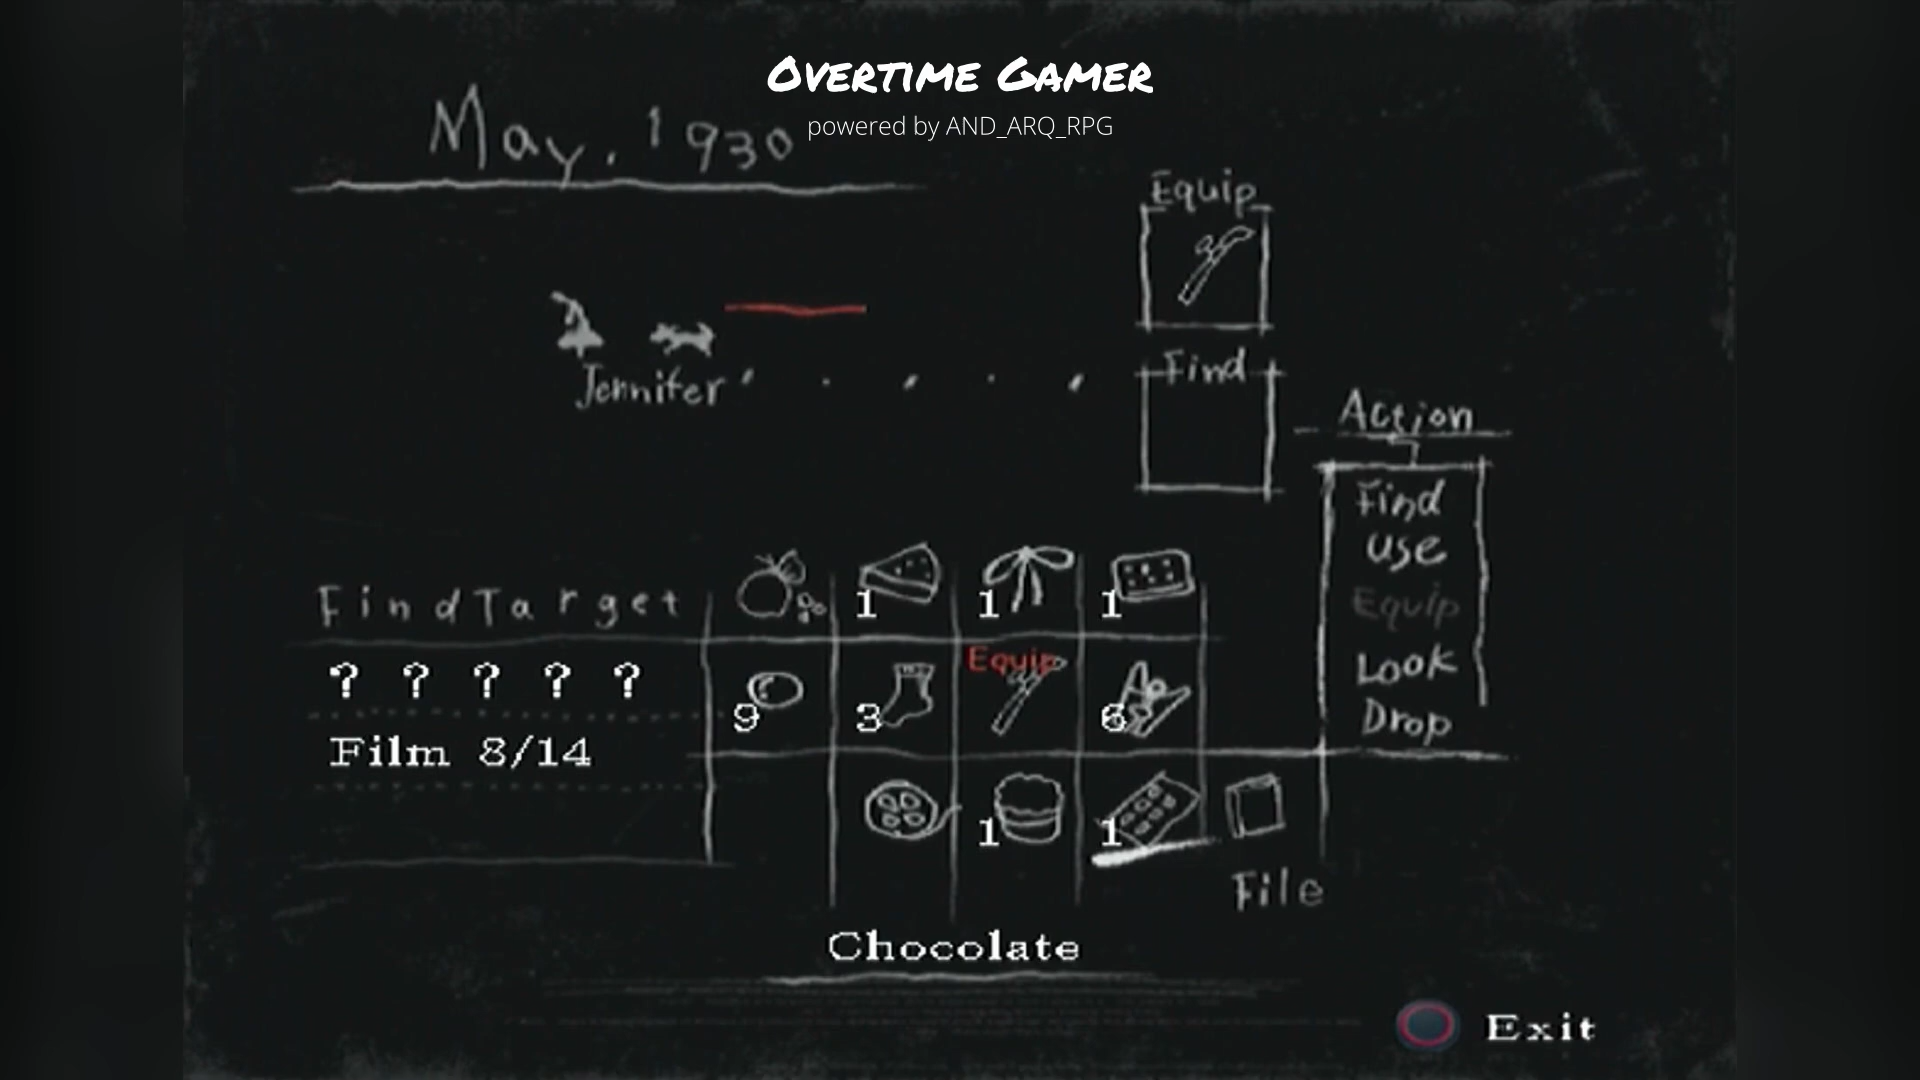 OVERTIME GAMER
powered by AND_ARQ_RPG
May, 1930
Equip
Jennifer
Find
Action
Find
Use
Equip
Look
Drop
FindTarget
1 1 1
? ? ? ? ?
Equip
9 3 6
Film 8/14
1 1
File
Chocolate
Exit